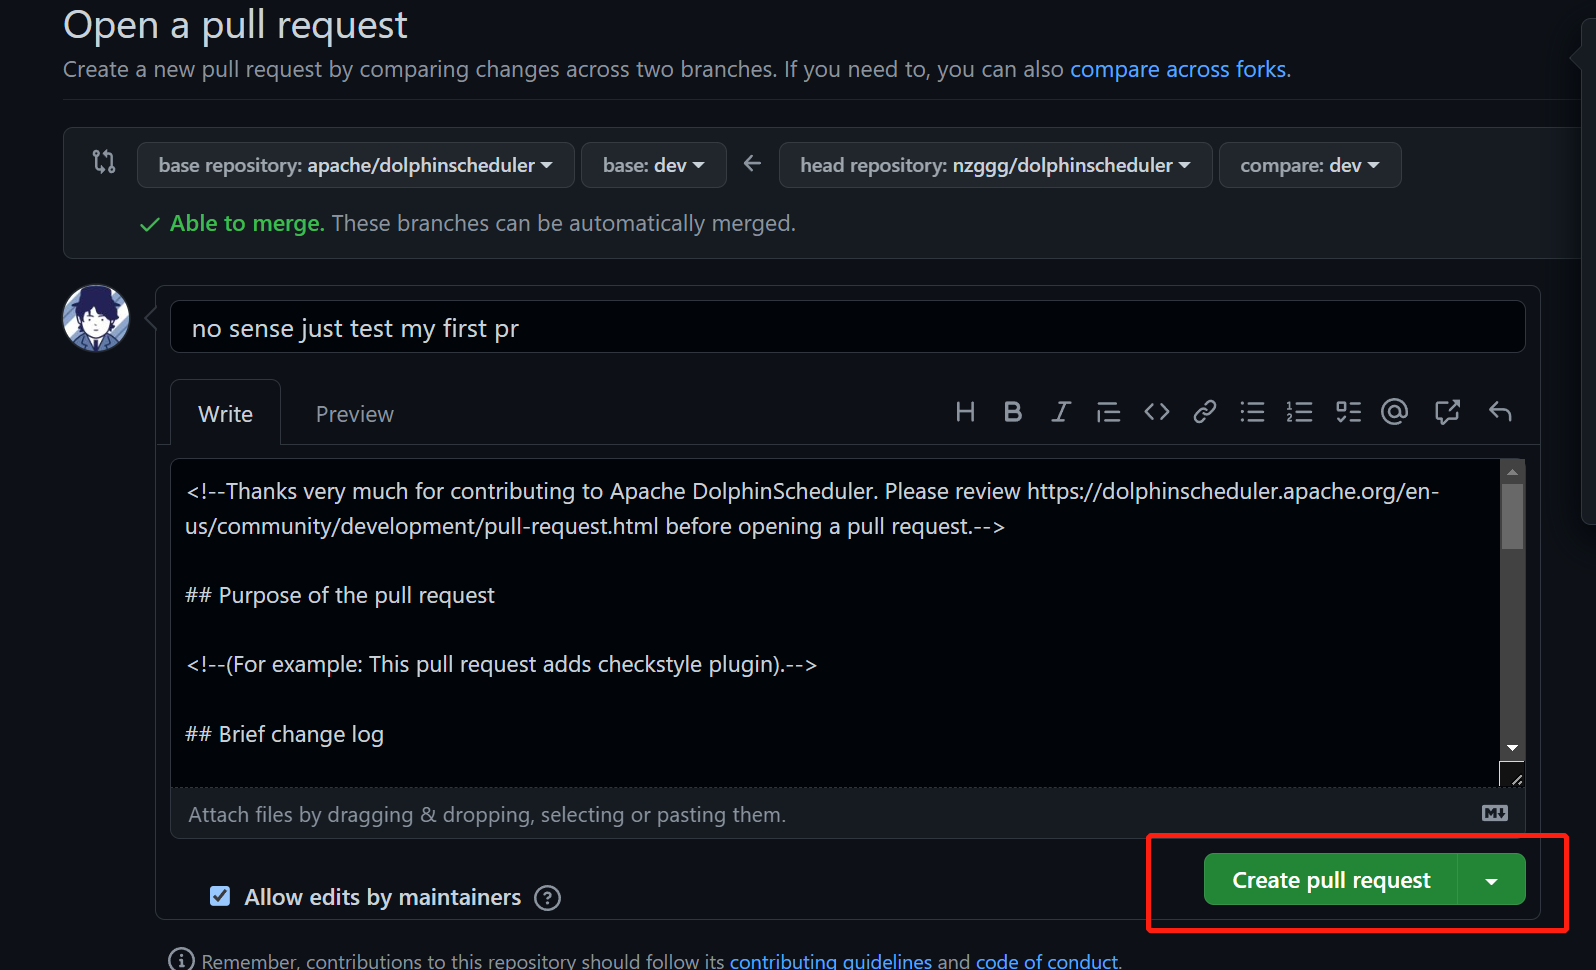 Open a pull request
Create a new pull request by comparing changes across two branches. If you need to, you can also compare across forks.
base repository: apache/dolphinscheduler base: dev head repository: nzggg/dolphinscheduler compare: dev
Able to merge. These branches can be automatically merged.
no sense just test my first pr
Write Preview
<!--Thanks very much for contributing to Apache DolphinScheduler. Please review https://dolphinscheduler.apache.org/en-
us/community/development/pull-request.html before opening a pull request.-->
## Purpose of the pull request
<!--(For example: This pull request adds checkstyle plugin).-->
## Brief change log
Attach files by dragging & dropping, selecting or pasting them.
Create pull request
Allow edits by maintainers
Remember, contributions to this repository should follow its contributing guidelines and code of conduct.